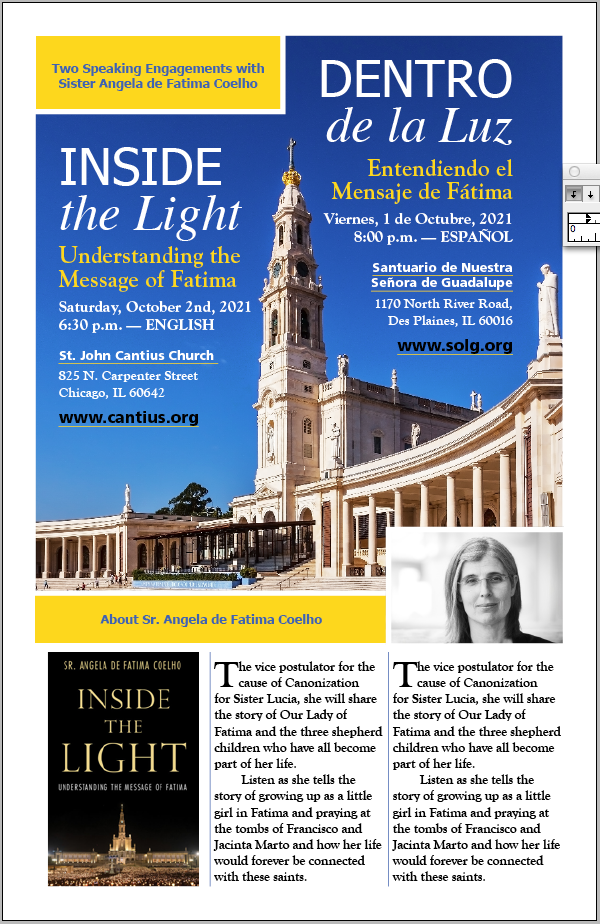 Two Speaking Engagements with
Sister Angela de Fatima Coelho
INSIDE
the Light
Understanding the
Message of Fatima
Saturday, October 2nd, 2021
6:30 p.m. — ENGLISH
St. John Cantius Church
825 N. Carpenter Street
Chicago, IL 60642
www.cantius.org
DENTRO
de la Luz
Entendiendo el
Mensaje de Fátima
Viernes, 1 de Octubre, 2021
8:00 p.m. — ESPAÑOL
Santuario de Nuestra
Señora de Guadalupe
1170 North River Road,
Des Plaines, IL 60016
www.solg.org
0
About Sr. Angela de Fatima Coelho
SR. ANGELA DE FATIMA COELHO
INSIDE
THE
LIGHT
UNDERSTANDING THE MESSAGE OF FATIMA
The vice postulator for the
cause of Canonization
for Sister Lucia, she will share
the story of Our Lady of
Fatima and the three shepherd
children who have all become
part of her life.
Listen as she tells the
story of growing up as a little
girl in Fatima and praying at
the tombs of Francisco and
Jacinta Marto and how her life
would forever be connected
with these saints.
The vice postulator for the
cause of Canonization
for Sister Lucia, she will share
the story of Our Lady of
Fatima and the three shepherd
children who have all become
part of her life.
Listen as she tells the
story of growing up as a little
girl in Fatima and praying at
the tombs of Francisco and
Jacinta Marto and how her life
would forever be connected
with these saints.